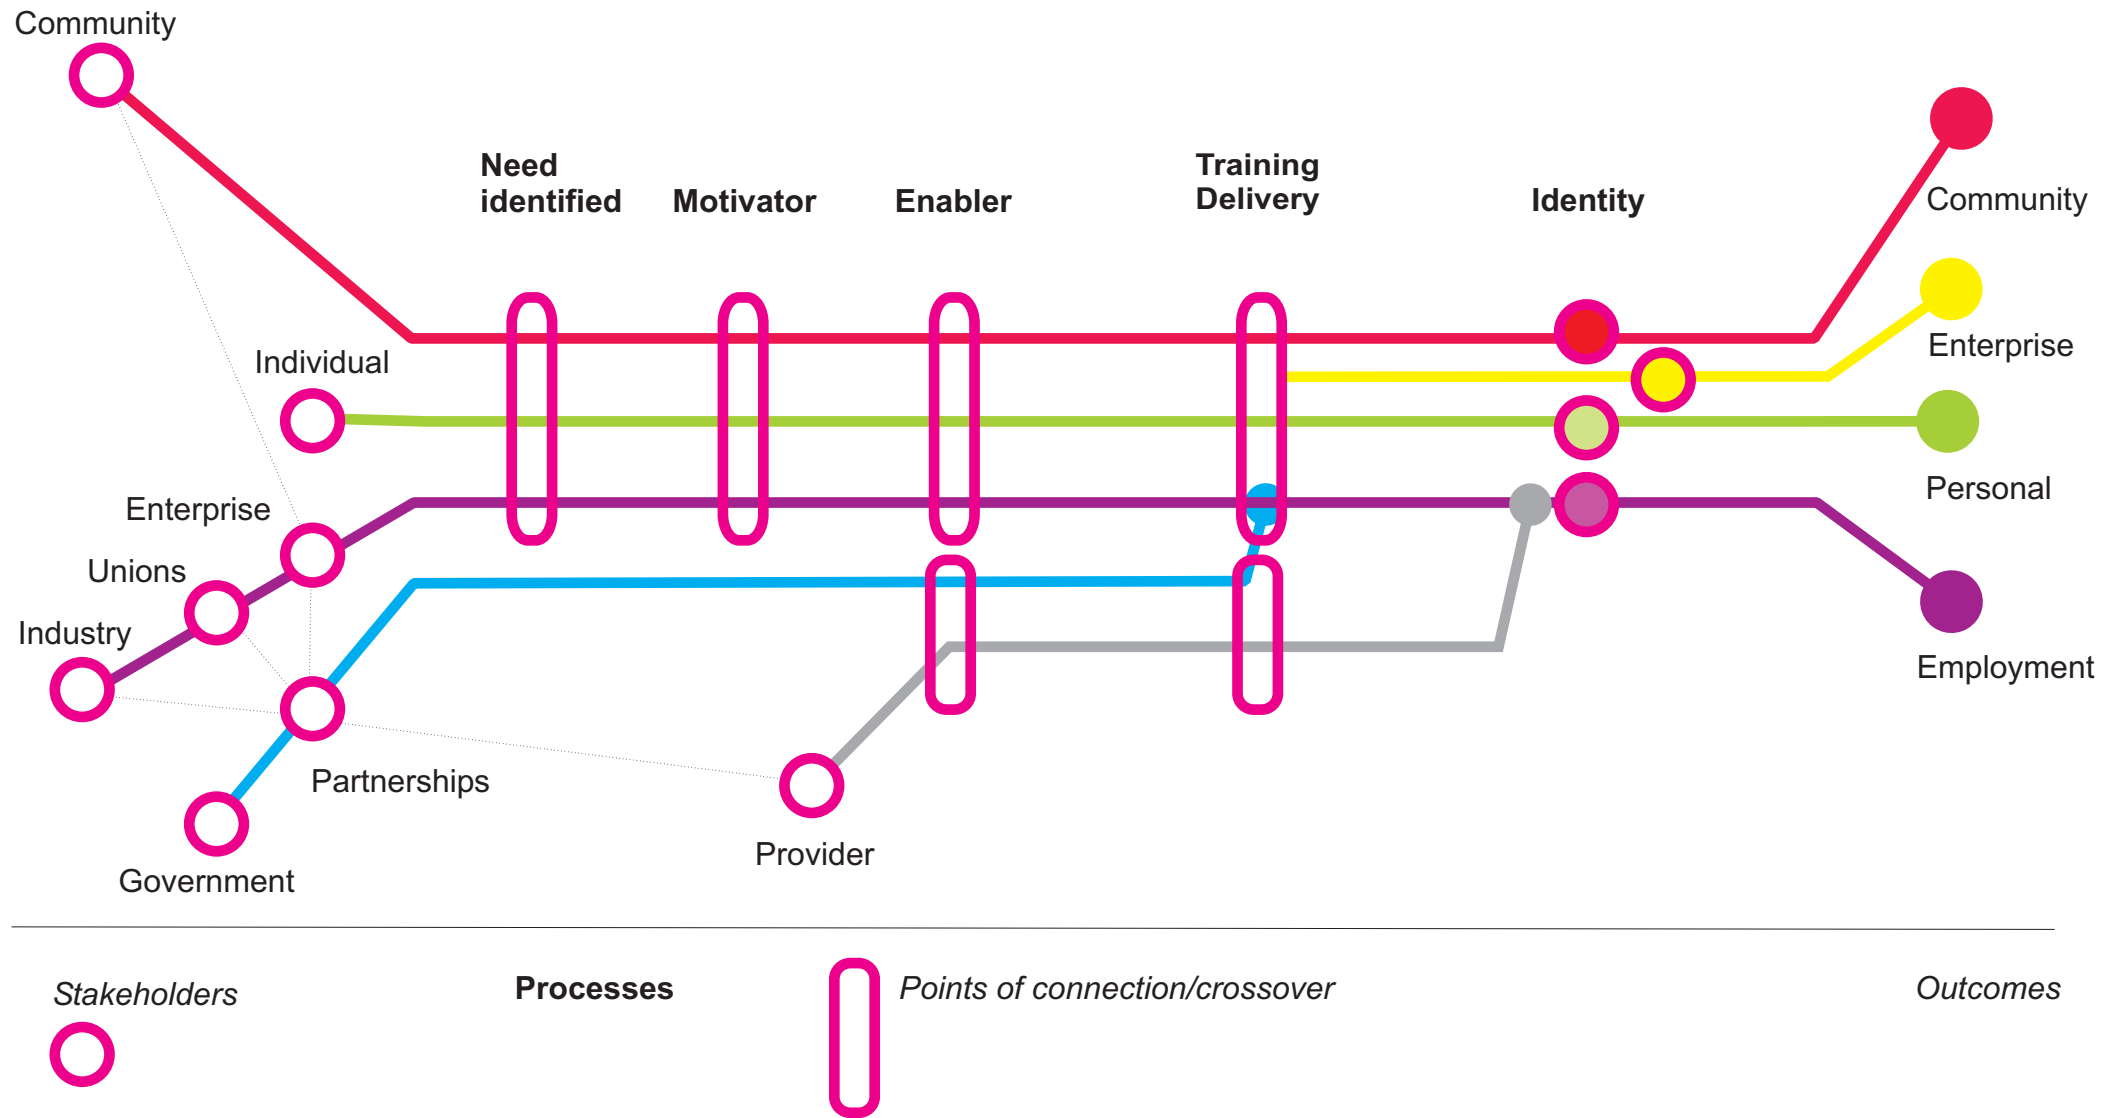 Community
Need
identified
Motivator
Enabler
Training
Delivery
Identity
Community
Individual
Enterprise
Enterprise
Personal
Unions
Industry
Employment
Partnerships
Provider
Government
Stakeholders
Processes
Points of connection/crossover
Outcomes